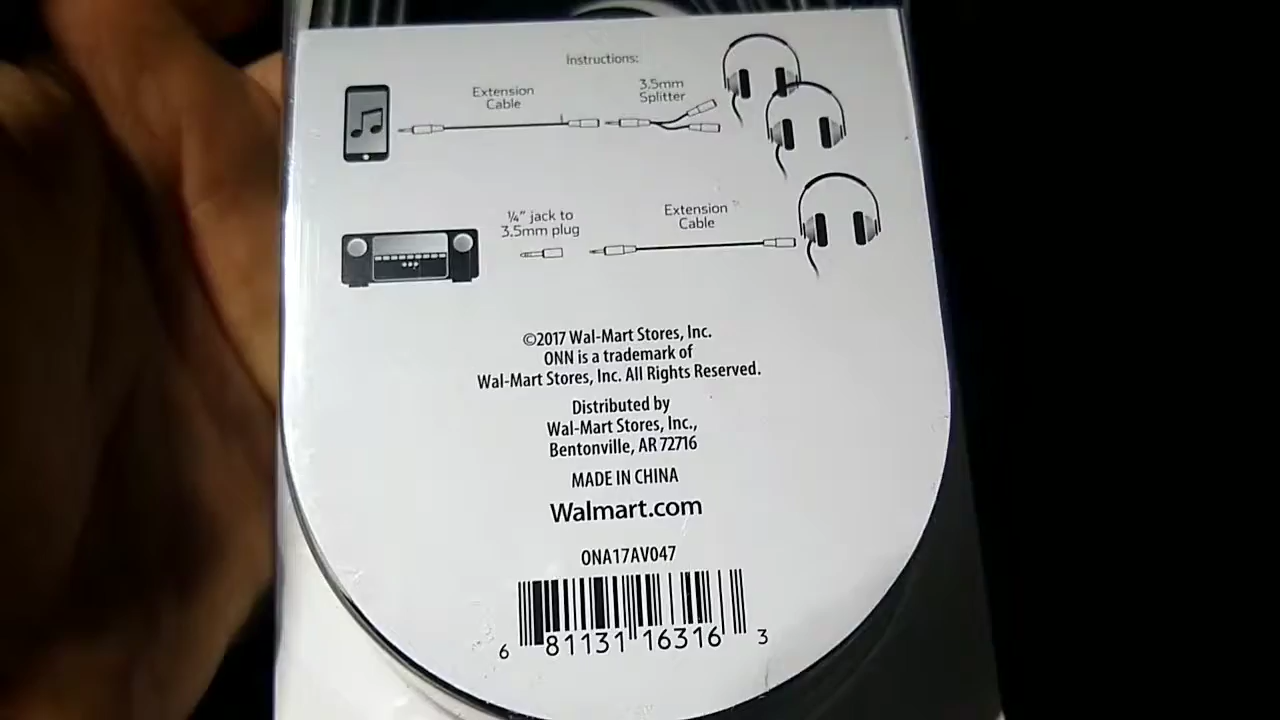 Instructions:
Extension
Cable
3.5mm
Splitter
¼" jack to
3.5mm plug
Extension
Cable
©2017 Wal-Mart Stores, Inc.
ONN is a trademark of
Wal-Mart Stores, Inc. All Rights Reserved.
Distributed by
Wal-Mart Stores, Inc.,
Bentonville, AR 72716
MADE IN CHINA
Walmart.com
ONA17AV047
6 81131 16316 3